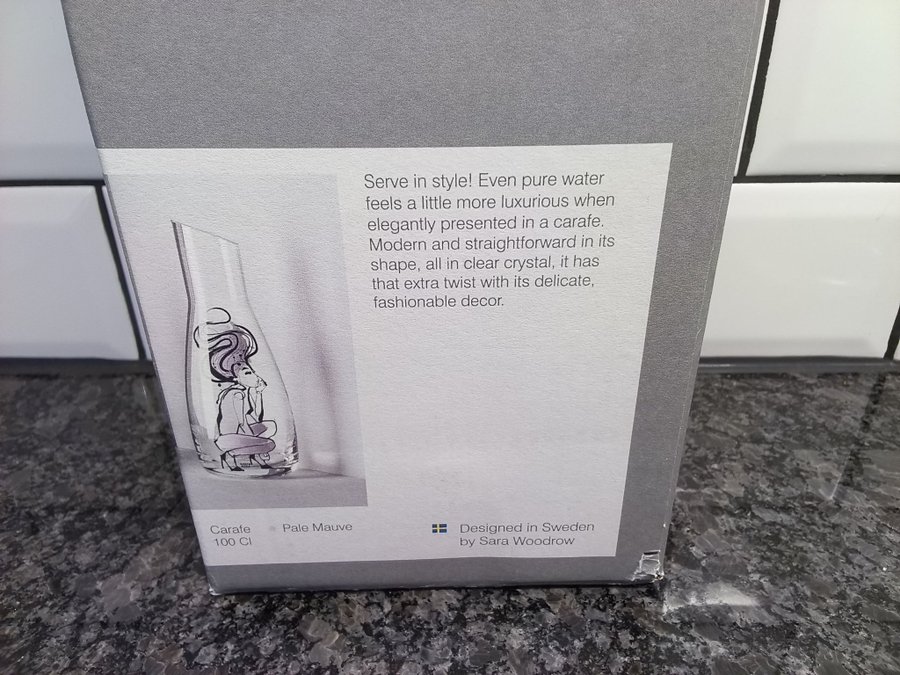 Serve in style! Even pure water
feels a little more luxurious when
elegantly presented in a carafe.
Modern and straightforward in its
shape, all in clear crystal, it has
that extra twist with its delicate,
fashionable decor.
Carafe
100 Cl
Pale Mauve
Designed in Sweden
by Sara Woodrow